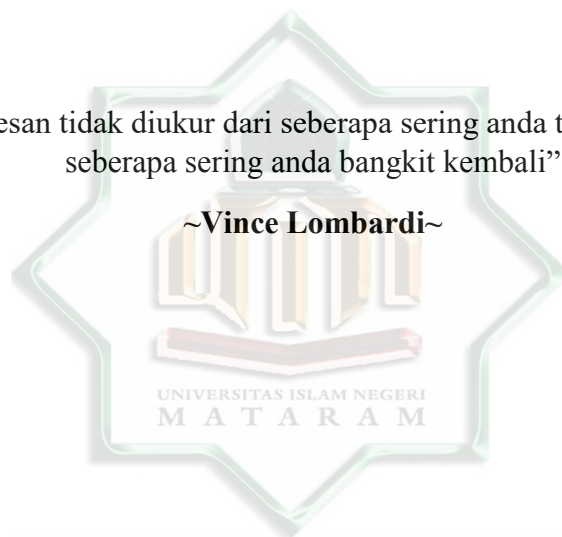 esan tidak diukur dari seberapa sering anda t
seberapa sering anda bangkit kembali”
~Vince Lombardi~
UNIVERSITAS ISLAM NEGERI
MATARAM